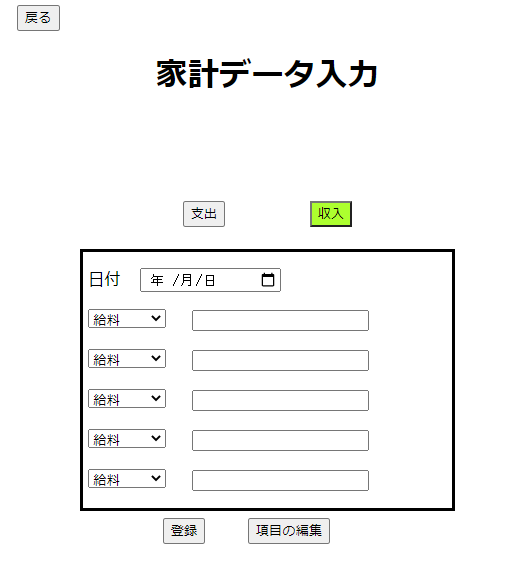 戻る
家計データ入力
支出 収入
日付 年 /月/日
給料
給料
給料
給料
給料
登録 項目の編集